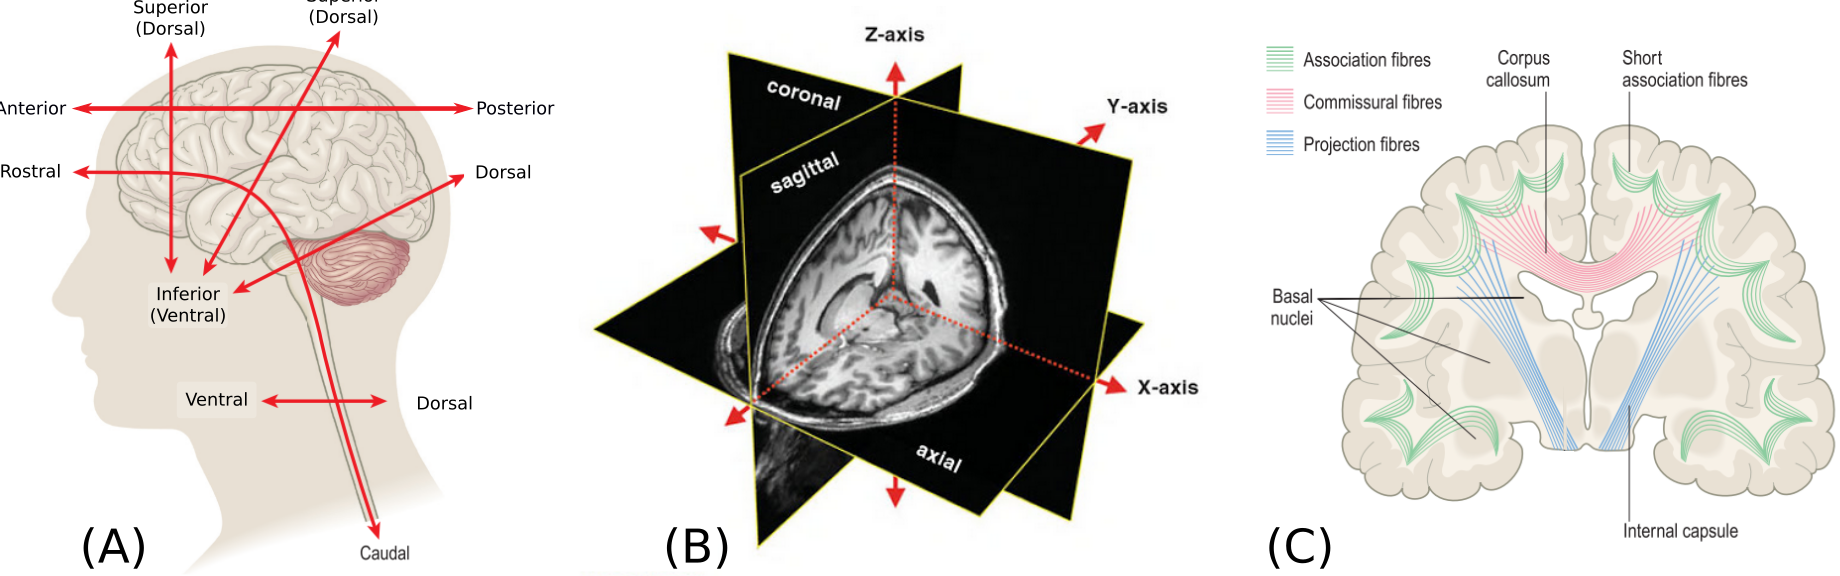 Superior
(Dorsal)
Superior
(Dorsal)
Anterior
Posterior
Rostral
Dorsal
Inferior
(Ventral)
Ventral
Dorsal
Caudal
(A)
Z-axis
Y-axis
coronal
sagittal
X-axis
axial
(B)
Association fibres
Commissural fibres
Projection fibres
Corpus
callosum
Short
association fibres
Basal
nuclei
Internal capsule
(C)